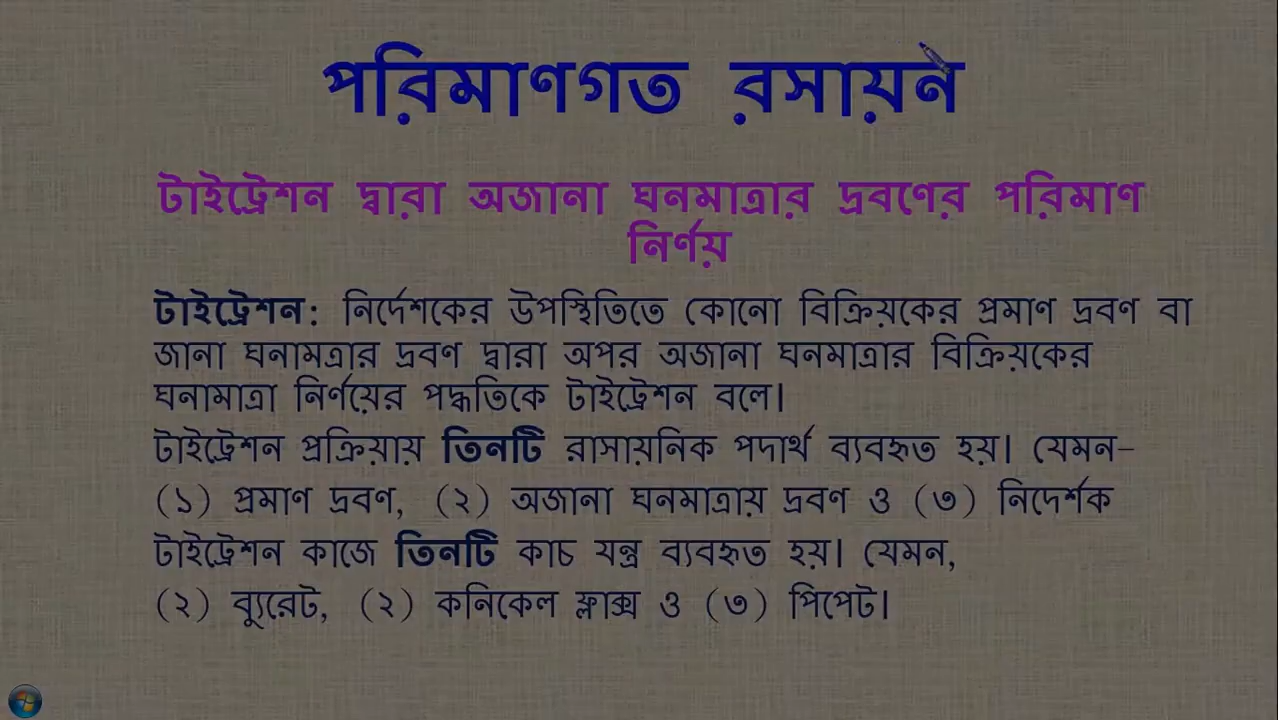 পরিমাণগত রসায়ন
টাইট্রেশন দ্বারা অজানা ঘনমাত্রার দ্রবণের পরিমাণ
নির্ণয়
টাইট্রেশন: নির্দেশকের উপস্থিতিতে কোনো বিক্রিয়কের প্রমাণ দ্রবণ বা
জানা ঘনামত্রার দ্রবণ দ্বারা অপর অজানা ঘনমাত্রার বিক্রিয়কের
ঘনামাত্রা নির্ণয়ের পদ্ধতিকে টাইট্রেশন বলে।
টাইট্রেশন প্রক্রিয়ায় তিনটি রাসায়নিক পদার্থ ব্যবহৃত হয়। যেমন-
(১) প্রমাণ দ্রবণ, (২) অজানা ঘনমাত্রায় দ্রবণ ও (৩) নিদের্শক
টাইট্রেশন কাজে তিনটি কাচ যন্ত্র ব্যবহৃত হয়। যেমন,
(২) ব্যুরেট, (২) কনিকেল ফ্লাক্স ও (৩) পিপেট।